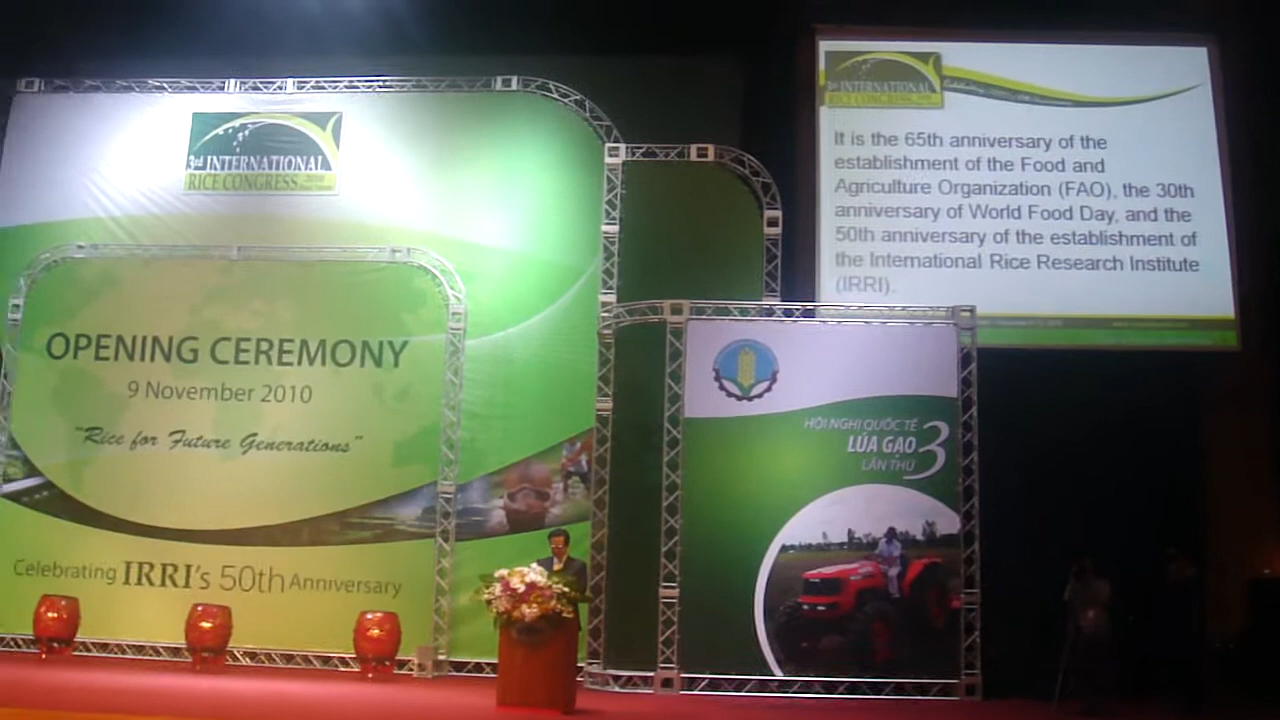 3rd INTERNATIONAL
RICE CONGRESS
OPENING CEREMONY
9 November 2010
"Rice for Future Generations"
Celebrating IRRI's 50th Anniversary
HỘI NGHỊ QUỐC TẾ
LÚA GẠO
LẦN THỨ
3
3rd INTERNATIONAL
RICE CONGRESS
It is the 65th anniversary of the
establishment of the Food and
Agriculture Organization (FAO), the 30th
anniversary of World Food Day, and the
50th anniversary of the establishment of
the International Rice Research Institute
(IRRI).